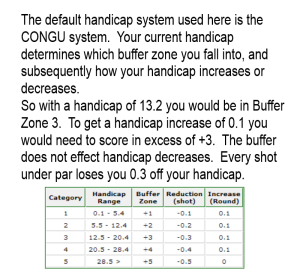 The default handicap system used here is the
CONGU system. Your current handicap
determines which buffer zone you fall into, and
subsequently how your handicap increases or
decreases.
So with a handicap of 13.2 you would be in Buffer
Zone 3. To get a handicap increase of 0.1 you
would need to score in excess of +3. The buffer
does not effect handicap decreases. Every shot
under par loses you 0.3 off your handicap.
Category Handicap Range Buffer Zone Reduction (shot) Increase (Round)
1 0.1 - 5.4 +1 -0.1 0.1
2 5.5 - 12.4 +2 -0.2 0.1
3 12.5 - 20.4 +3 -0.3 0.1
4 20.5 - 28.4 +4 -0.4 0.1
5 28.5 > +5 -0.5 0